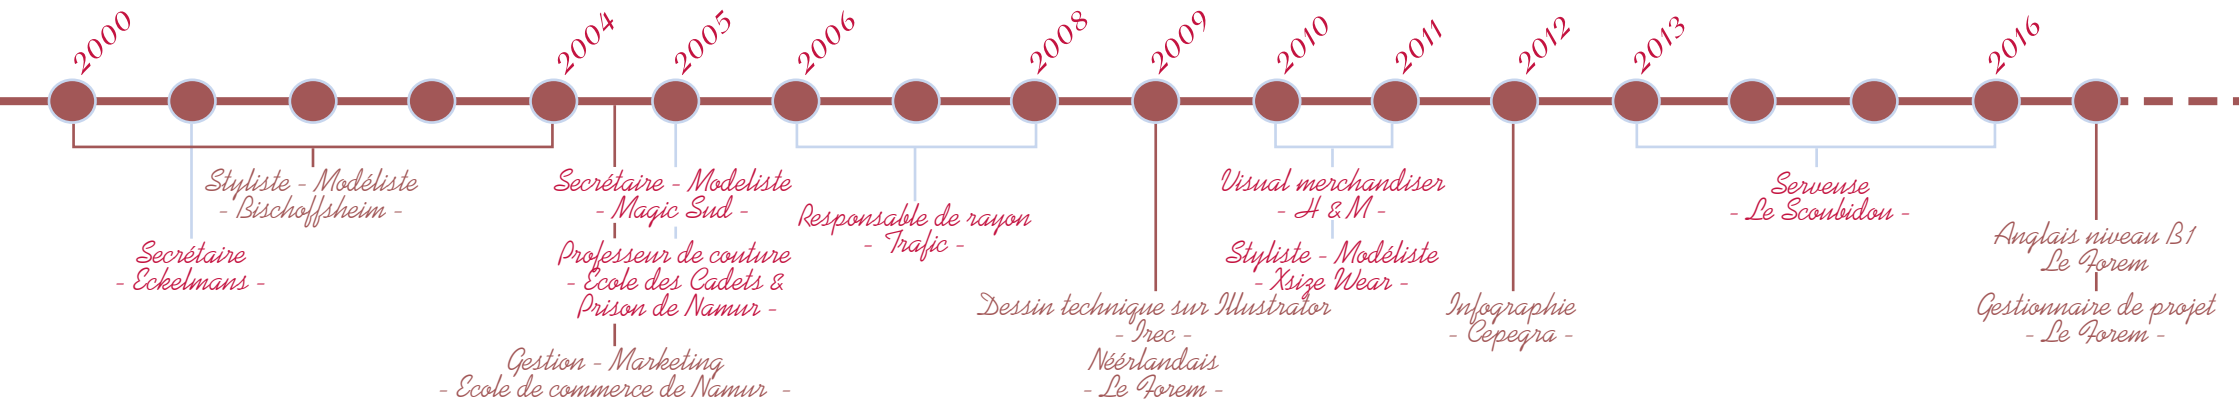 2000
2004
2005
2006
2008
2009
2010
2011
2012
2013
2016
Styliste - Modéliste
- Bischoffsheim -
Secrétaire
- Eckelmans -
Secrétaire - Modeliste
- Magic Sud -
Professeur de couture
- Ecole des Cadets &
Prison de Namur -
Gestion - Marketing
- Ecole de commerce de Namur -
Responsable de rayon
- Trafic -
Dessin technique sur Illustrator
- Irec -
Néérlandais
- Le Forem -
Visual merchandiser
- H & M -
Styliste - Modéliste
- Xsize Wear -
Infographie
- Cepegra -
Serveuse
- Le Scoubidou -
Anglais niveau B1
Le Forem
Gestionnaire de projet
- Le Forem -